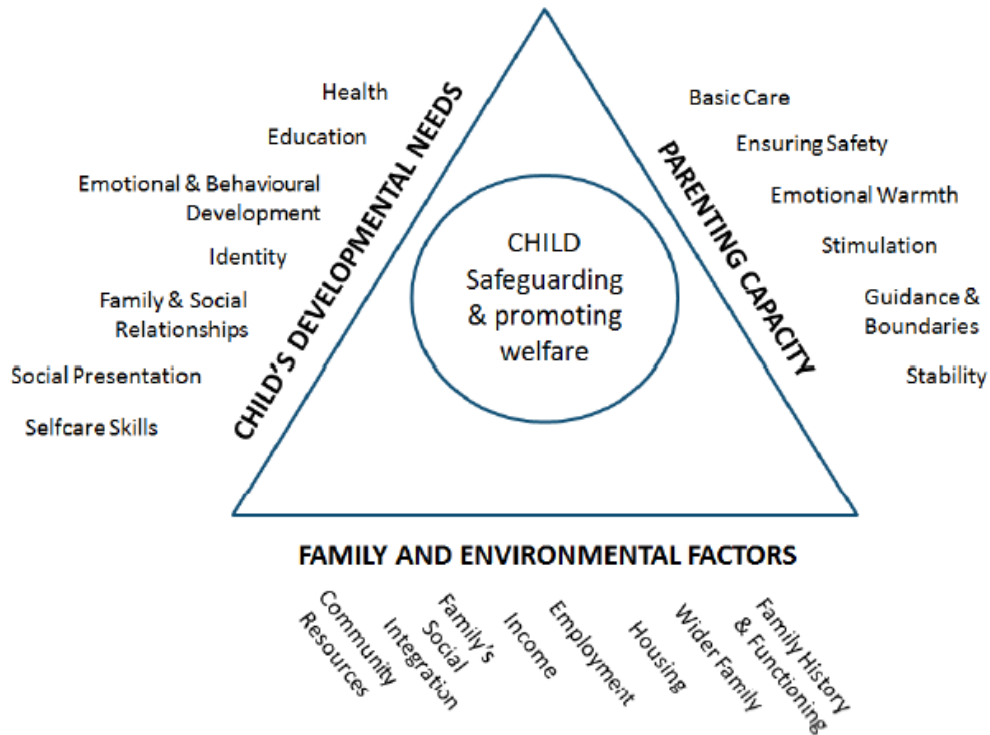 Health
Education
Emotional & Behavioural
Development
Identity
Family & Social
Relationships
Social Presentation
Selfcare Skills
CHILD'S DEVELOPMENTAL NEEDS
CHILD
Safeguarding
& promoting
welfare
PARENTING CAPACITY
Basic Care
Ensuring Safety
Emotional Warmth
Stimulation
Guidance &
Boundaries
Stability
FAMILY AND ENVIRONMENTAL FACTORS
Community
Resources
Family's
Social
Integration
Income
Employment
Housing
Wider Family
Family History
& Functioning